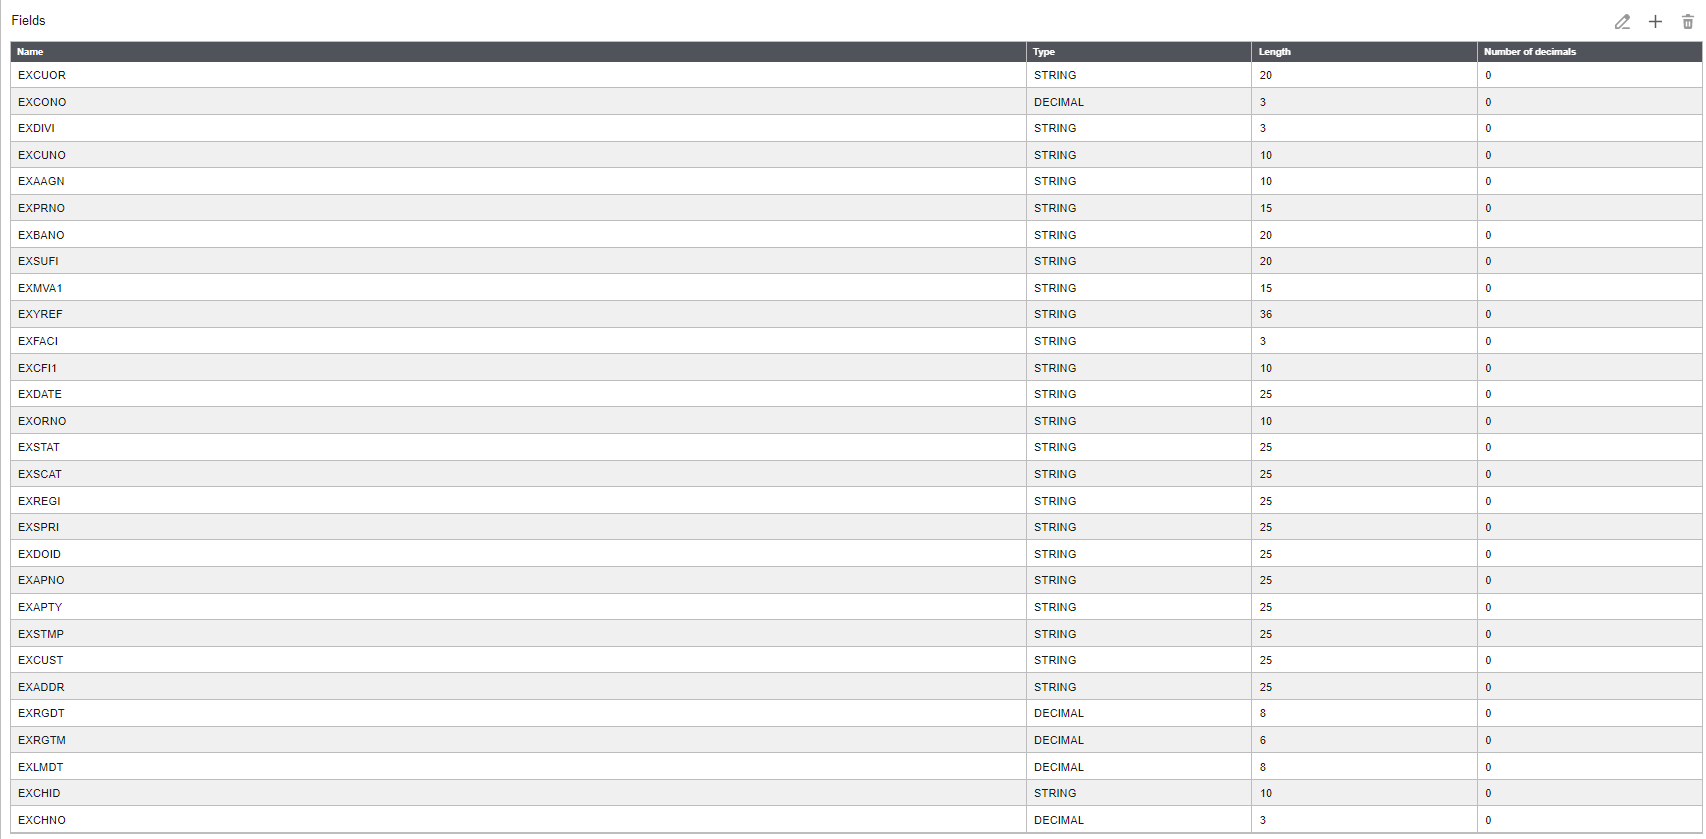 Fields
Name Type Length Number of decimals
EXCUOR STRING 20 0
EXCONO DECIMAL 3 0
EXDIVI STRING 3 0
EXCUNO STRING 10 0
EXAAGN STRING 10 0
EXPRNO STRING 15 0
EXBANO STRING 20 0
EXSUFI STRING 20 0
EXMVA1 STRING 15 0
EXYREF STRING 36 0
EXFACI STRING 3 0
EXCFI1 STRING 10 0
EXDATE STRING 25 0
EXORNO STRING 10 0
EXSTAT STRING 25 0
EXSCAT STRING 25 0
EXREGI STRING 25 0
EXSPRI STRING 25 0
EXDOID STRING 25 0
EXAPNO STRING 25 0
EXAPTY STRING 25 0
EXSTMP STRING 25 0
EXCUST STRING 25 0
EXADDR STRING 25 0
EXRGDT DECIMAL 8 0
EXRGTM DECIMAL 6 0
EXLMDT DECIMAL 8 0
EXCHID STRING 10 0
EXCHNO DECIMAL 3 0